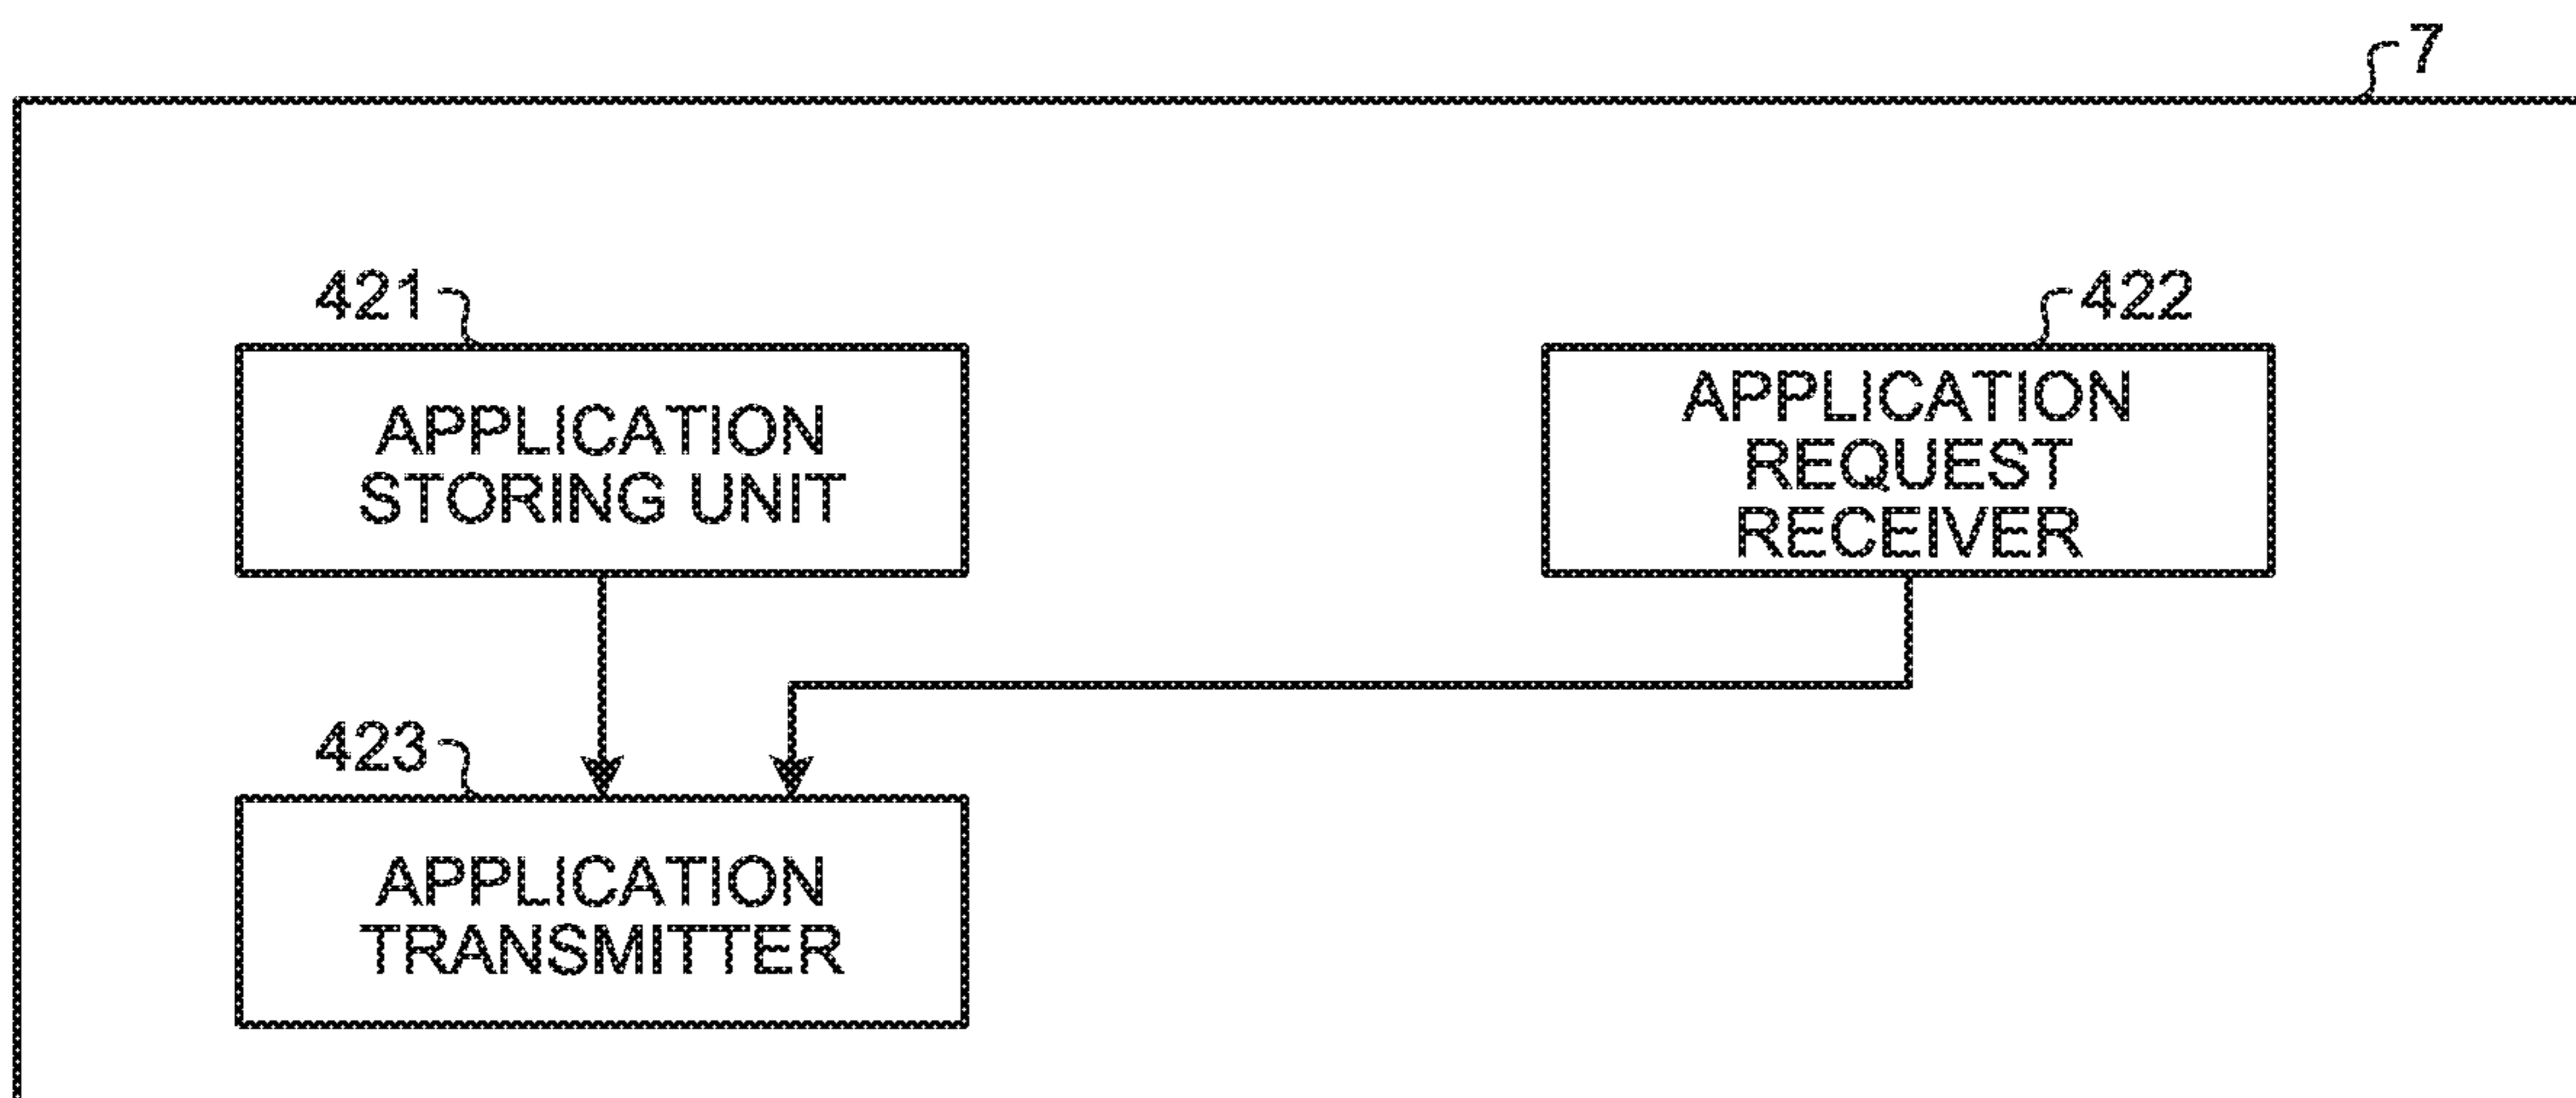 7
421
422
APPLICATION
STORING UNIT
APPLICATION
REQUEST
RECEIVER
423
APPLICATION
TRANSMITTER